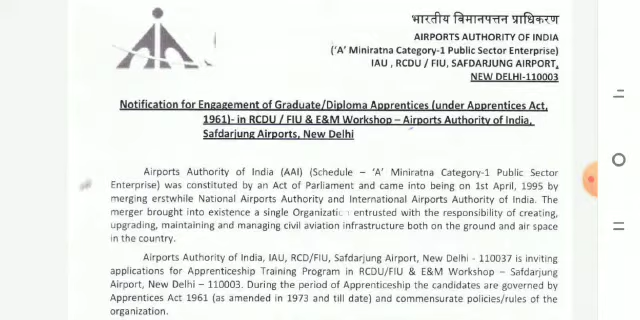 भारतीय विमानपत्तन प्राधिकरण
AIRPORTS AUTHORITY OF INDIA
('A' Miniratna Category-1 Public Sector Enterprise)
IAU , RCDU / FIU, SAFDARJUNG AIRPORT,
NEW DELHI-110003
Notification for Engagement of Graduate/Diploma Apprentices (under Apprentices Act,
1961)- in RCDU / FIU & E&M Workshop – Airports Authority of India,
Safdarjung Airports, New Delhi
Airports Authority of India (AAI) (Schedule – 'A' Miniratna Category-1 Public Sector
Enterprise) was constituted by an Act of Parliament and came into being on 1st April, 1995 by
merging erstwhile National Airports Authority and International Airports Authority of India. The
merger brought into existence a single Organization entrusted with the responsibility of creating,
upgrading, maintaining and managing civil aviation infrastructure both on the ground and air space
in the country.
Airports Authority of India, IAU, RCD/FIU, Safdarjung Airport, New Delhi - 110037 is inviting
applications for Apprenticeship Training Program in RCDU/FIU & E&M Workshop – Safdarjung
Airport, New Delhi – 110003. During the period of Apprenticeship the candidates are governed by
Apprentices Act 1961 (as amended in 1973 and till date) and commensurate policies/rules of the
organization.